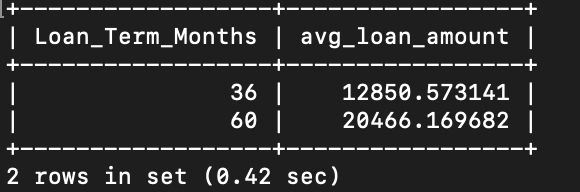 +------------------+-----------------+
| Loan_Term_Months | avg_loan_amount |
+------------------+-----------------+
|               36 |    12850.573141 |
|               60 |    20466.169682 |
+------------------+-----------------+
2 rows in set (0.42 sec)